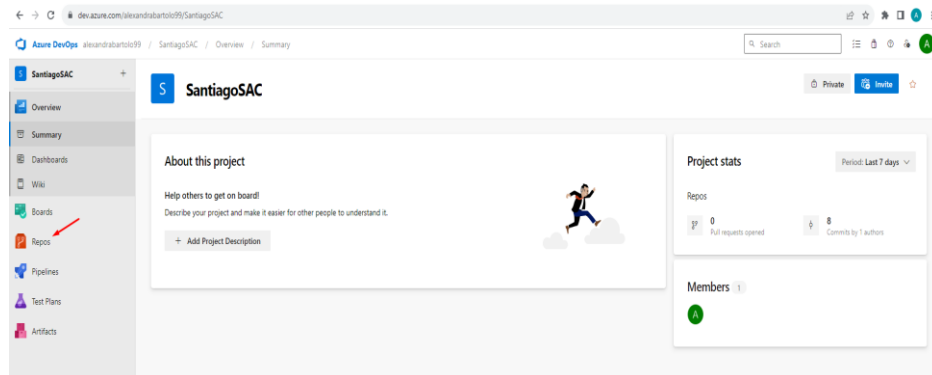 dev.azure.com/alexandrabartolo99/SantiagoSAC
Azure DevOps alexandrabartolo99 / SantiagoSAC / Overview / Summary
Search
A
S SantiagoSAC +
S SantiagoSAC
Private
Invite
Overview
Summary
Dashboards
Wiki
Boards
Repos
Pipelines
Test Plans
Artifacts
About this project
Help others to get on board!
Describe your project and make it easier for other people to understand it.
+ Add Project Description
Project stats
Period: Last 7 days
Repos
0
Pull requests opened
8
Commits by 1 authors
Members 1
A